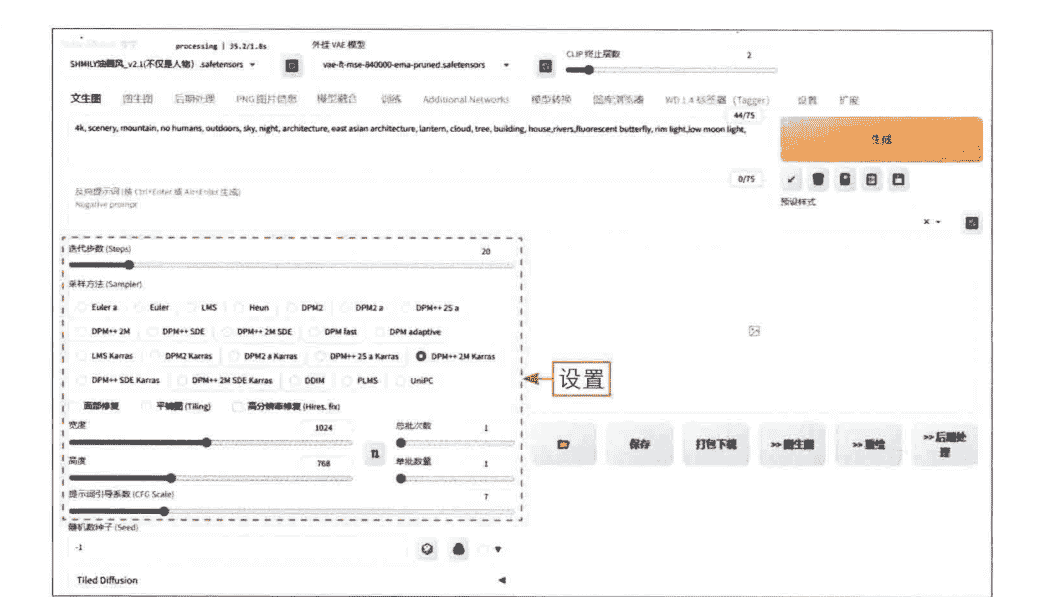 processing | 35.2/1.8s
外挂 VAE 模型
CLIP 终止层数 2
SHMILY油画风_v2.1(不仅是人物) .safetensors
vae-ft-mse-840000-ema-pruned.safetensors
文生图 图生图 后期处理 PNG 图片信息 模型融合 训练 Additional Networks 模型转换 图库浏览器 WD 1.4 标签器 (Tagger) 设置 扩展
44/75
4k, scenery, mountain, no humans, outdoors, sky, night, architecture, east asian architecture, lantern, cloud, tree, building, house,rivers,fluorescent butterfly, rim light,low moon light,
生成
0/75
反向提示词 (按 Ctrl+Enter 或 Alt+Enter 生成)
Negative prompt
预设样式
迭代步数 (Steps) 20
采样方法 (Sampler)
Euler a Euler LMS Heun DPM2 DPM2 a DPM++ 2S a
DPM++ 2M DPM++ SDE DPM++ 2M SDE DPM fast DPM adaptive
LMS Karras DPM2 Karras DPM2 a Karras DPM++ 2S a Karras DPM++ 2M Karras
DPM++ SDE Karras DPM++ 2M SDE Karras DDIM PLMS UniPC
设置
面部修复 平铺图 (Tiling) 高分辨率修复 (Hires. fix)
宽度 1024 总批次数 1
高度 768 单批数量 1
保存 打包下载 >> 图生图 >> 重绘 >> 后期处理
提示词引导系数 (CFG Scale) 7
随机数种子 (Seed)
-1
Tiled Diffusion